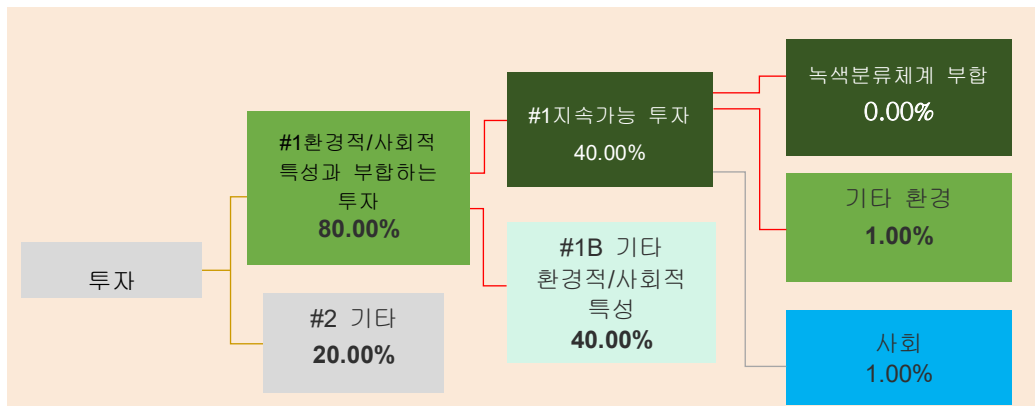 투자
#1환경적/사회적
특성과 부합하는
투자
80.00%
#2 기타
20.00%
#1지속가능 투자
40.00%
#1B 기타
환경적/사회적
특성
40.00%
녹색분류체계 부합
0.00%
기타 환경
1.00%
사회
1.00%